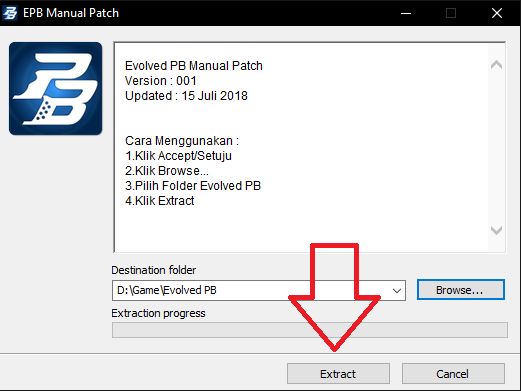 EPB Manual Patch
PB
Evolved PB Manual Patch
Version : 001
Updated : 15 Juli 2018
Cara Menggunakan :
1.Klik Accept/Setuju
2.Klik Browse...
3.Pilih Folder Evolved PB
4.Klik Extract
Destination folder
D:\Game\Evolved PB
Browse...
Extraction progress
Extract
Cancel